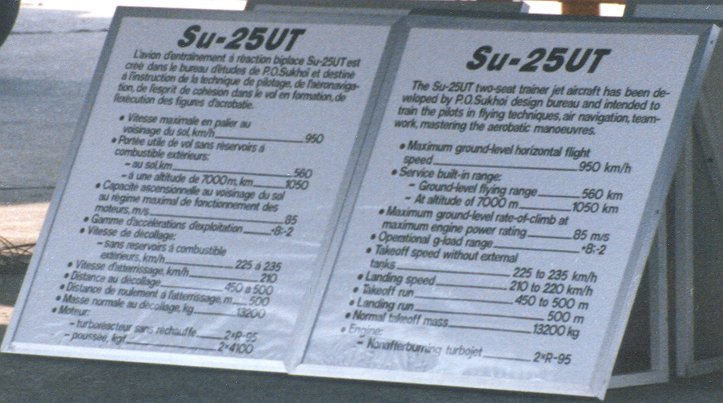 Su-25UT
L'avion d'entraînement à réaction biplace Su-25UT est
créé dans le bureau d'études de P.O.Sukhoi et destiné
à l'instruction de la technique de pilotage, de l'aéronaviga-
tion, de l'esprit de cohésion dans le vol en formation, de
l'exécution des figures d'acrobatie.
• Vitesse maximale en palier au
voisinage du sol, km/h 950
• Portée utile de vol sans réservoirs à
combustible extérieurs:
- au sol, km 560
- à une altitude de 7000 m, km 1050
• Capacité ascensionnelle au voisinage du sol
au régime maximal de fonctionnement des
moteurs, m/s 85
• Gamme d'accélérations d'exploitation +8:-2
• Vitesse de décollage:
- sans reservoirs à combustible
extérieurs, km/h 225 à 235
• Vitesse d'atterrissage, km/h 210
• Distance au décollage 450 à 500
• Distance de roulement à l'atterrissage, m 500
• Masse normale au décollage, kg 13200
• Moteur:
- turboréacteur sans réchauffe 2×R-95
- poussée, kgf 2×4100
Su-25UT
The Su-25UT two-seat trainer jet aircraft has been de-
veloped by P.O.Sukhoi design bureau and intended to
train the pilots in flying techniques, air navigation, team-
work, mastering the aerobatic manoeuvres.
• Maximum ground-level horizontal flight
speed 950 km/h
• Service built-in range:
- Ground-level flying range 560 km
- At altitude of 7000 m 1050 km
• Maximum ground-level rate-of-climb at
maximum engine power rating 85 m/s
• Operational g-load range +8:-2
• Takeoff speed without external
tanks 225 to 235 km/h
• Landing speed 210 to 220 km/h
• Takeoff run 450 to 500 m
• Landing run 500 m
• Normal takeoff mass 13200 kg
• Engine:
- Nonafterburning turbojet 2×R-95